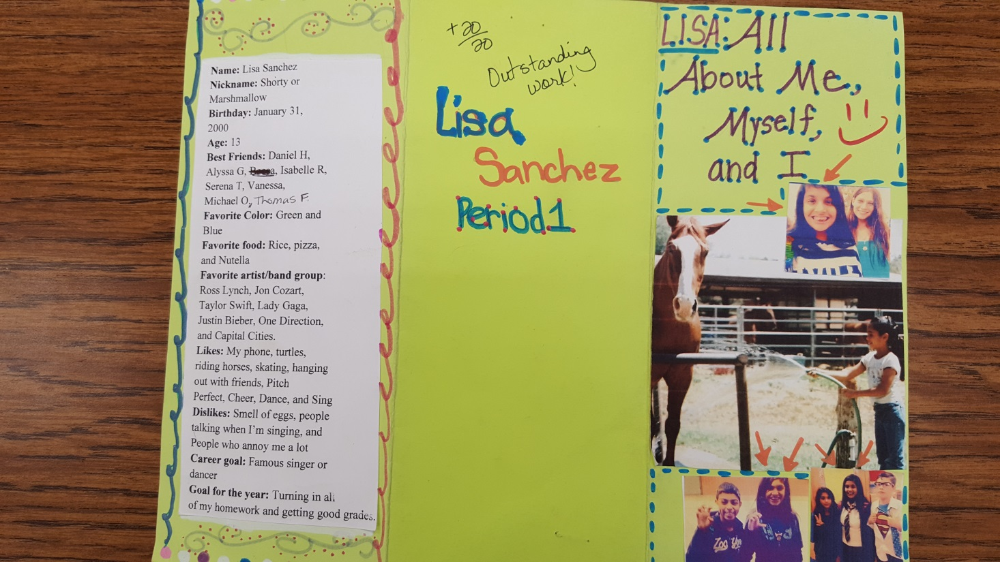 Name: Lisa Sanchez
Nickname: Shorty or
Marshmallow
Birthday: January 31,
2000
Age: 13
Best Friends: Daniel H,
Alyssa G, Isabelle R,
Serena T, Vanessa,
Michael O, Thomas F.
Favorite Color: Green and
Blue
Favorite food: Rice, pizza,
and Nutella
Favorite artist/band group:
Ross Lynch, Jon Cozart,
Taylor Swift, Lady Gaga,
Justin Bieber, One Direction,
and Capital Cities.
Likes: My phone, turtles,
riding horses, skating, hanging
out with friends, Pitch
Perfect, Cheer, Dance, and Sing
Dislikes: Smell of eggs, people
talking when I'm singing, and
People who annoy me a lot
Career goal: Famous singer or
dancer
Goal for the year: Turning in all
of my homework and getting good grades.
+20
20
Outstanding
work!
Lisa
Sanchez
Period 1
LISA: All
About Me,
Myself,
and I